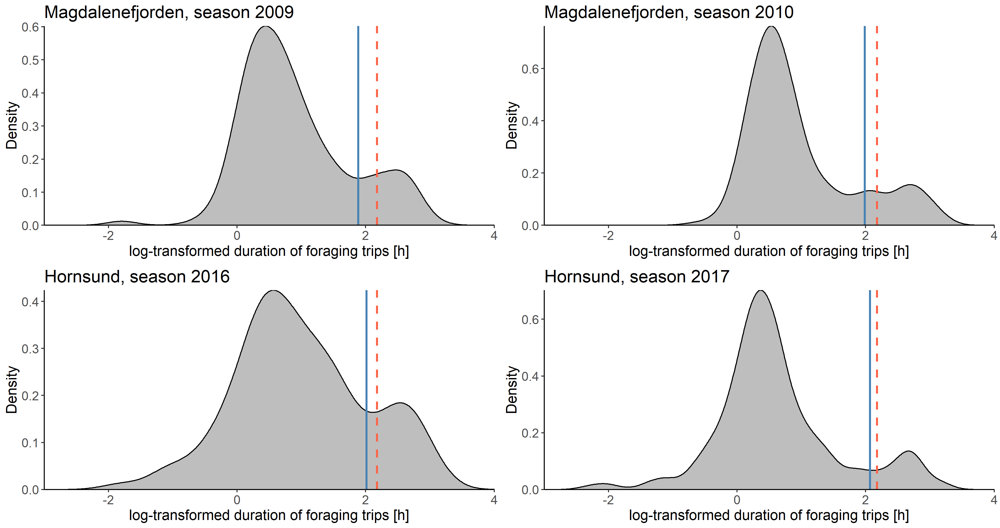 Magdalenefjorden, season 2009
0.6
0.5
0.4
0.3
0.2
0.1
0.0
Density
-2 0 2 4
log-transformed duration of foraging trips [h]
Magdalenefjorden, season 2010
0.6
0.4
0.2
0.0
Density
-2 0 2 4
log-transformed duration of foraging trips [h]
Hornsund, season 2016
0.4
0.3
0.2
0.1
0.0
Density
-2 0 2 4
log-transformed duration of foraging trips [h]
Hornsund, season 2017
0.6
0.4
0.2
0.0
Density
-2 0 2 4
log-transformed duration of foraging trips [h]